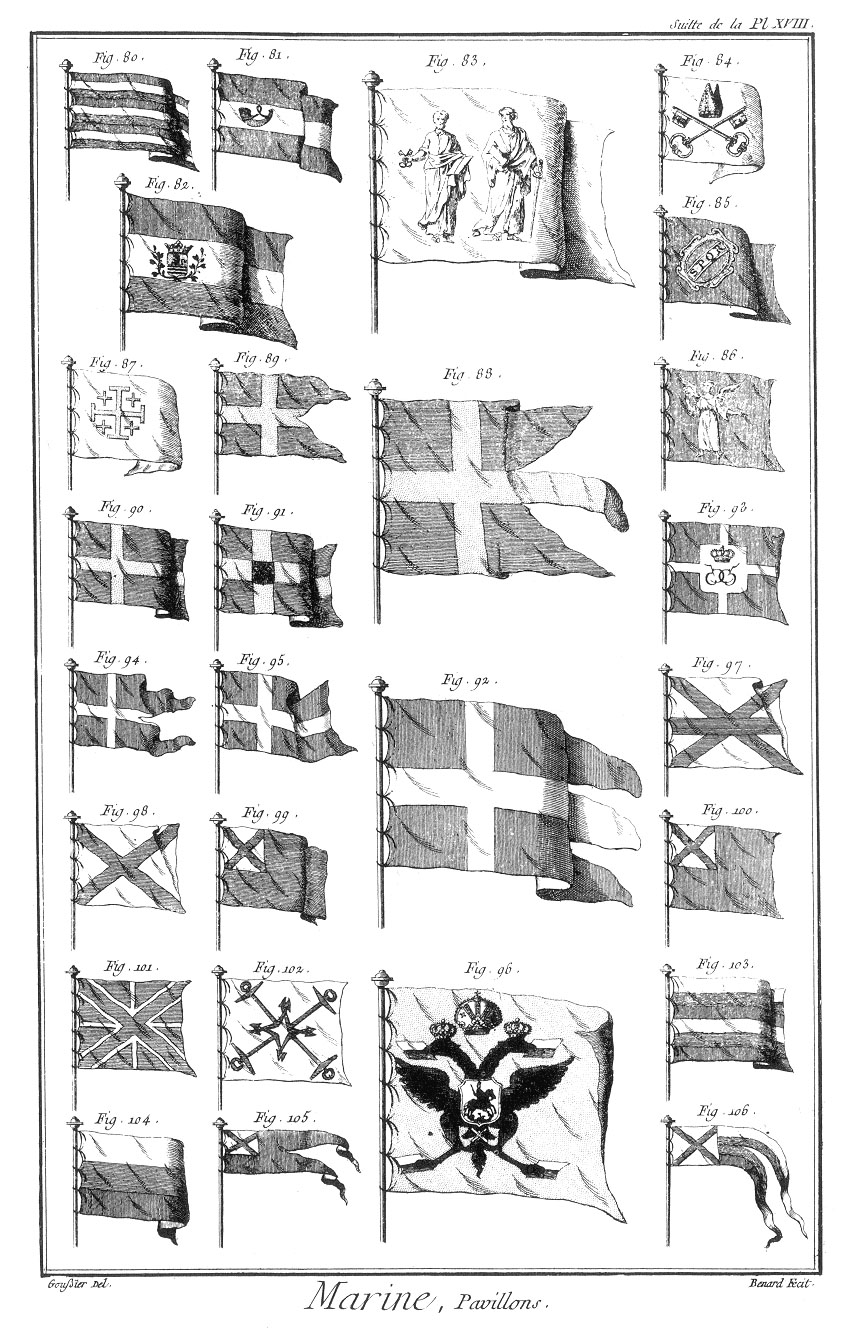 Suitte de la Pl. XVIII.
Fig. 80.
Fig. 81.
Fig. 83.
Fig. 84.
Fig. 82.
Fig. 85.
SPQR
Fig. 87.
Fig. 89.
Fig. 88.
Fig. 86.
Fig. 90.
Fig. 91.
Fig. 93.
Fig. 94.
Fig. 95.
Fig. 92.
Fig. 97.
Fig. 98.
Fig. 99.
Fig. 100.
Fig. 101.
Fig. 102.
Fig. 96.
Fig. 103.
Fig. 104.
Fig. 105.
Fig. 106.
Goußier Del.
Benard Fecit.
Marine, Pavillons.